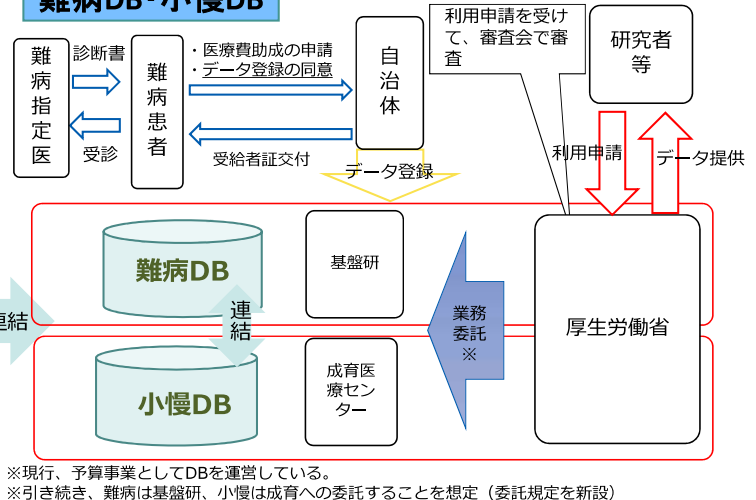 難病DB・小慢DB
難病指定医
診断書
受診
難病患者
・医療費助成の申請
・データ登録の同意
受給者証交付
自治体
データ登録
利用申請を受け
て、審査会で審
査
研究者
等
利用申請
データ提供
難病DB
基盤研
連結
連結
業務
委託
※
厚生労働省
小慢DB
成育医
療セン
ター
※現行、予算事業としてDBを運営している。
※引き続き、難病は基盤研、小慢は成育への委託することを想定（委託規定を新設）